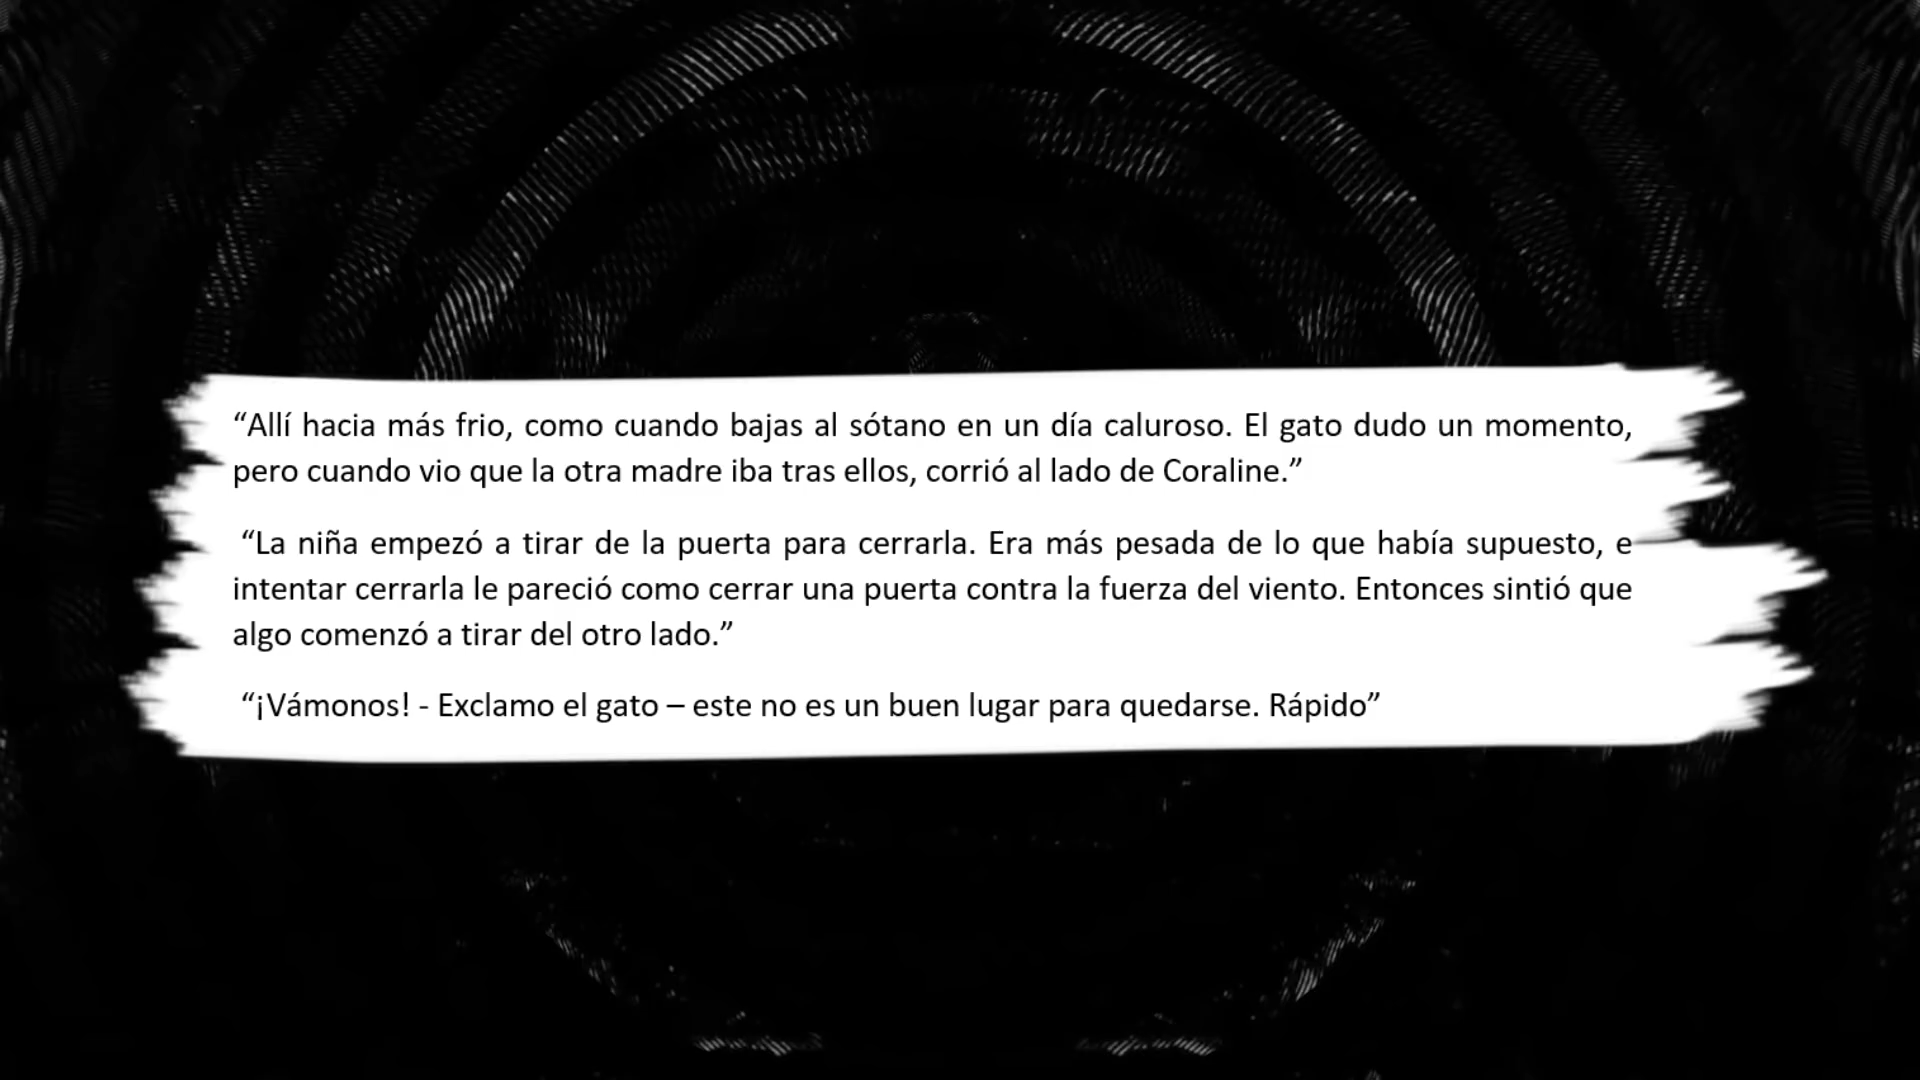 “Allí hacia más frio, como cuando bajas al sótano en un día caluroso. El gato dudo un momento,
pero cuando vio que la otra madre iba tras ellos, corrió al lado de Coraline.”
“La niña empezó a tirar de la puerta para cerrarla. Era más pesada de lo que había supuesto, e
intentar cerrarla le pareció como cerrar una puerta contra la fuerza del viento. Entonces sintió que
algo comenzó a tirar del otro lado.”
“¡Vámonos! - Exclamo el gato – este no es un buen lugar para quedarse. Rápido”